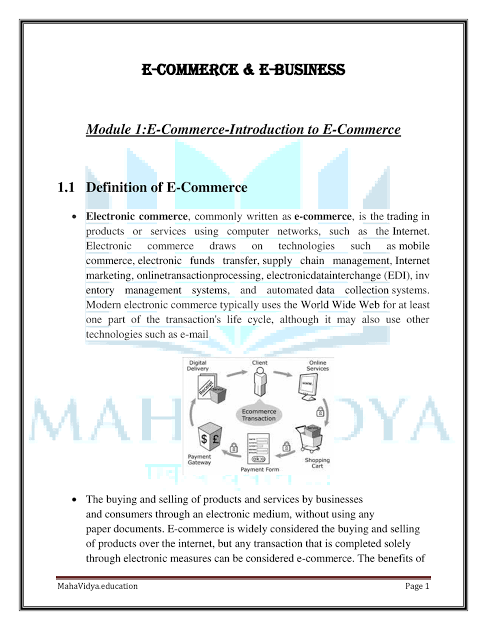 E-COMMERCE & E-BUSINESS
Module 1:E-Commerce-Introduction to E-Commerce
1.1 Definition of E-Commerce
• Electronic commerce, commonly written as e-commerce, is the trading in
products or services using computer networks, such as the Internet.
Electronic commerce draws on technologies such as mobile
commerce, electronic funds transfer, supply chain management, Internet
marketing, onlinetransactionprocessing, electronicdatainterchange (EDI), inv
entory management systems, and automated data collection systems.
Modern electronic commerce typically uses the World Wide Web for at least
one part of the transaction's life cycle, although it may also use other
technologies such as e-mail
Digital
Delivery
Client
Online
Services
Ecommerce
Transaction
Payment
Gateway
Payment Form
Shopping
Cart
MAHAVIDYA
• The buying and selling of products and services by businesses
and consumers through an electronic medium, without using any
paper documents. E-commerce is widely considered the buying and selling
of products over the internet, but any transaction that is completed solely
through electronic measures can be considered e-commerce. The benefits of
MahaVidya.education Page 1